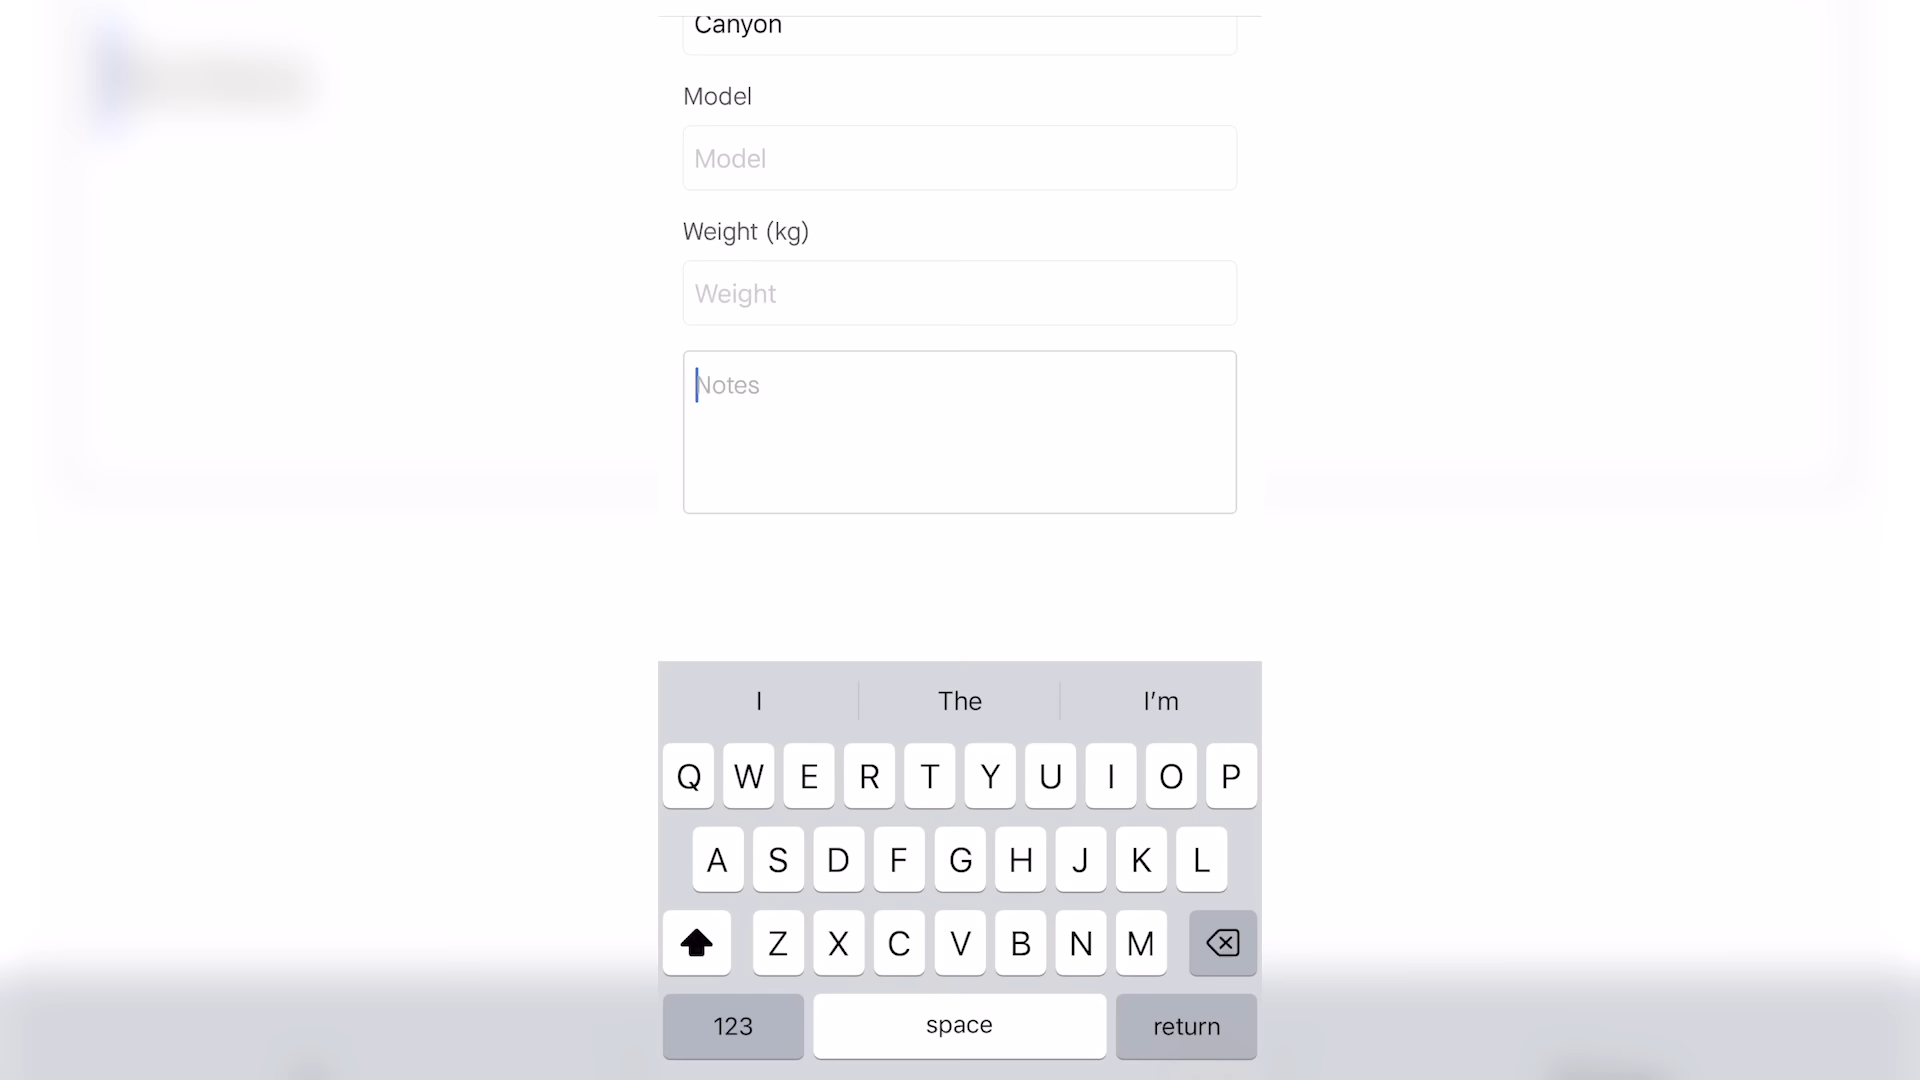 Canyon
Model
Model
Weight (kg)
Weight
Notes
I The I’m
Q W E R T Y U I O P
A S D F G H J K L
Z X C V B N M
123 space return